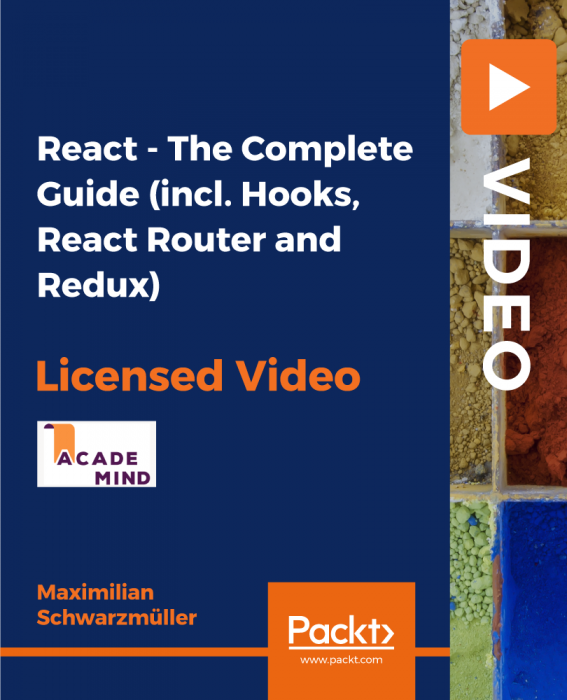 React - The Complete
Guide (incl. Hooks,
React Router and
Redux)
Licensed Video
ACADE
MIND
Maximilian
Schwarzmüller
Packt>
www.packt.com
VIDEO